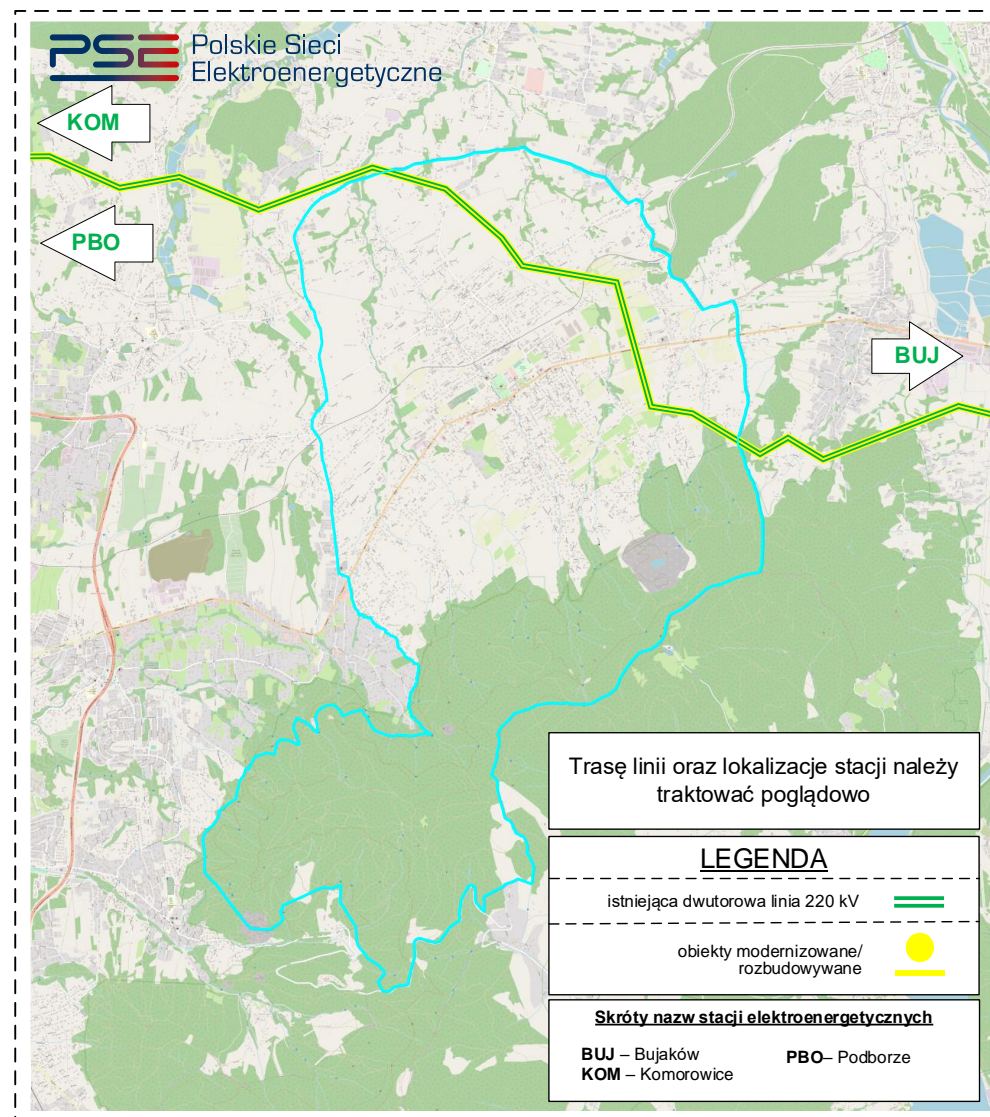 PSE Polskie Sieci
Elektroenergetyczne
KOM
PBO
BUJ
Trasę linii oraz lokalizacje stacji należy
traktować poglądowo
LEGENDA
istniejąca dwutorowa linia 220 kV
obiekty modernizowane/
rozbudowywane
Skróty nazw stacji elektroenergetycznych
BUJ – Bujaków
PBO– Podborze
KOM – Komorowice